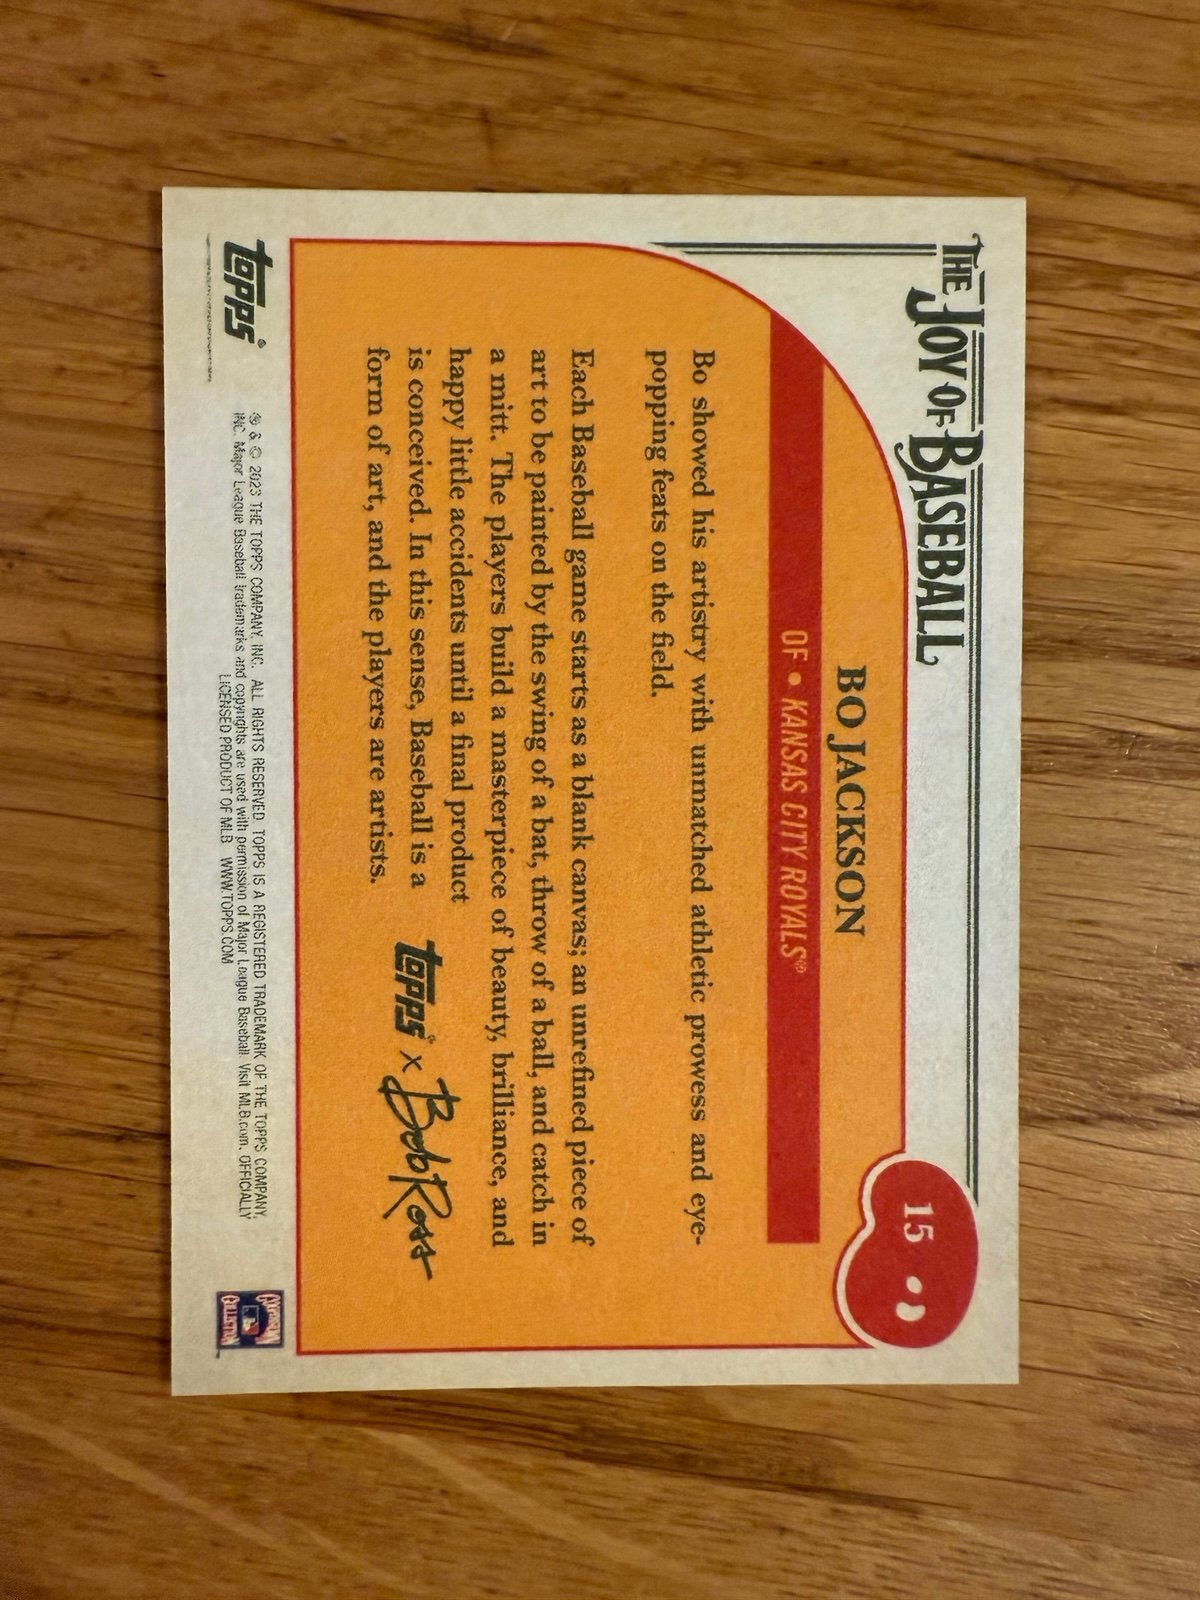 THE JOY OF BASEBALL
15
BO JACKSON
OF • KANSAS CITY ROYALS®
Bo showed his artistry with unmatched athletic prowess and eye-
popping feats on the field.
Each Baseball game starts as a blank canvas; an unrefined piece of
art to be painted by the swing of a bat, throw of a ball, and catch in
a mitt. The players build a masterpiece of beauty, brilliance, and
happy little accidents until a final product
is conceived. In this sense, Baseball is a
form of art, and the players are artists.
topps® x Bob Ross
topps®
® & © 2023 THE TOPPS COMPANY, INC. ALL RIGHTS RESERVED. TOPPS IS A REGISTERED TRADEMARK OF THE TOPPS COMPANY,
INC. Major League Baseball trademarks and copyrights are used with permission of Major League Baseball. Visit MLB.com. OFFICIALLY
LICENSED PRODUCT OF MLB WWW.TOPPS.COM
COOPERSTOWN
COLLECTION